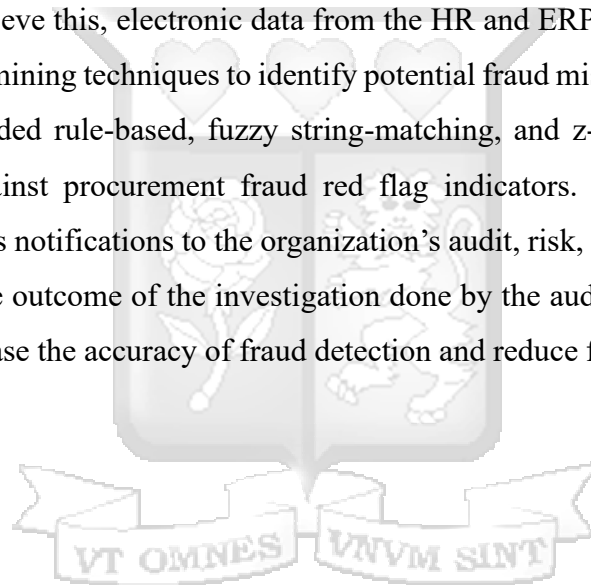 eve this, electronic data from the HR and ERP
mining techniques to identify potential fraud mi
ded rule-based, fuzzy string-matching, and z-
inst procurement fraud red flag indicators.
s notifications to the organization’s audit, risk,
e outcome of the investigation done by the aud
ase the accuracy of fraud detection and reduce f
VT OMNES VNVM SINT